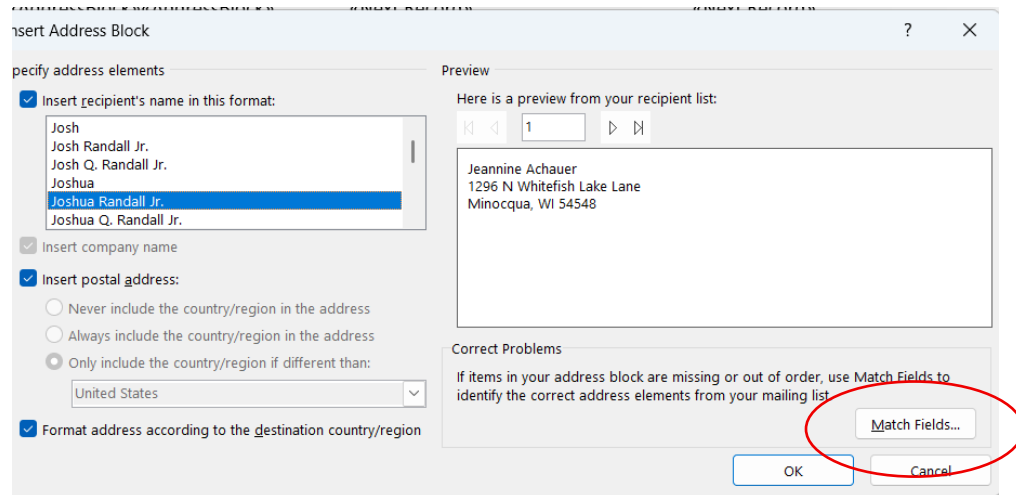 nsert Address Block
?
pecify address elements
Insert recipient's name in this format:
Josh
Josh Randall Jr.
Josh Q. Randall Jr.
Joshua
Joshua Randall Jr.
Joshua Q. Randall Jr.
Insert company name
Insert postal address:
Never include the country/region in the address
Always include the country/region in the address
Only include the country/region if different than:
United States
Format address according to the destination country/region
Preview
Here is a preview from your recipient list:
1
Jeannine Achauer
1296 N Whitefish Lake Lane
Minocqua, WI 54548
Correct Problems
If items in your address block are missing or out of order, use Match Fields to
identify the correct address elements from your mailing list.
Match Fields...
OK
Cancel